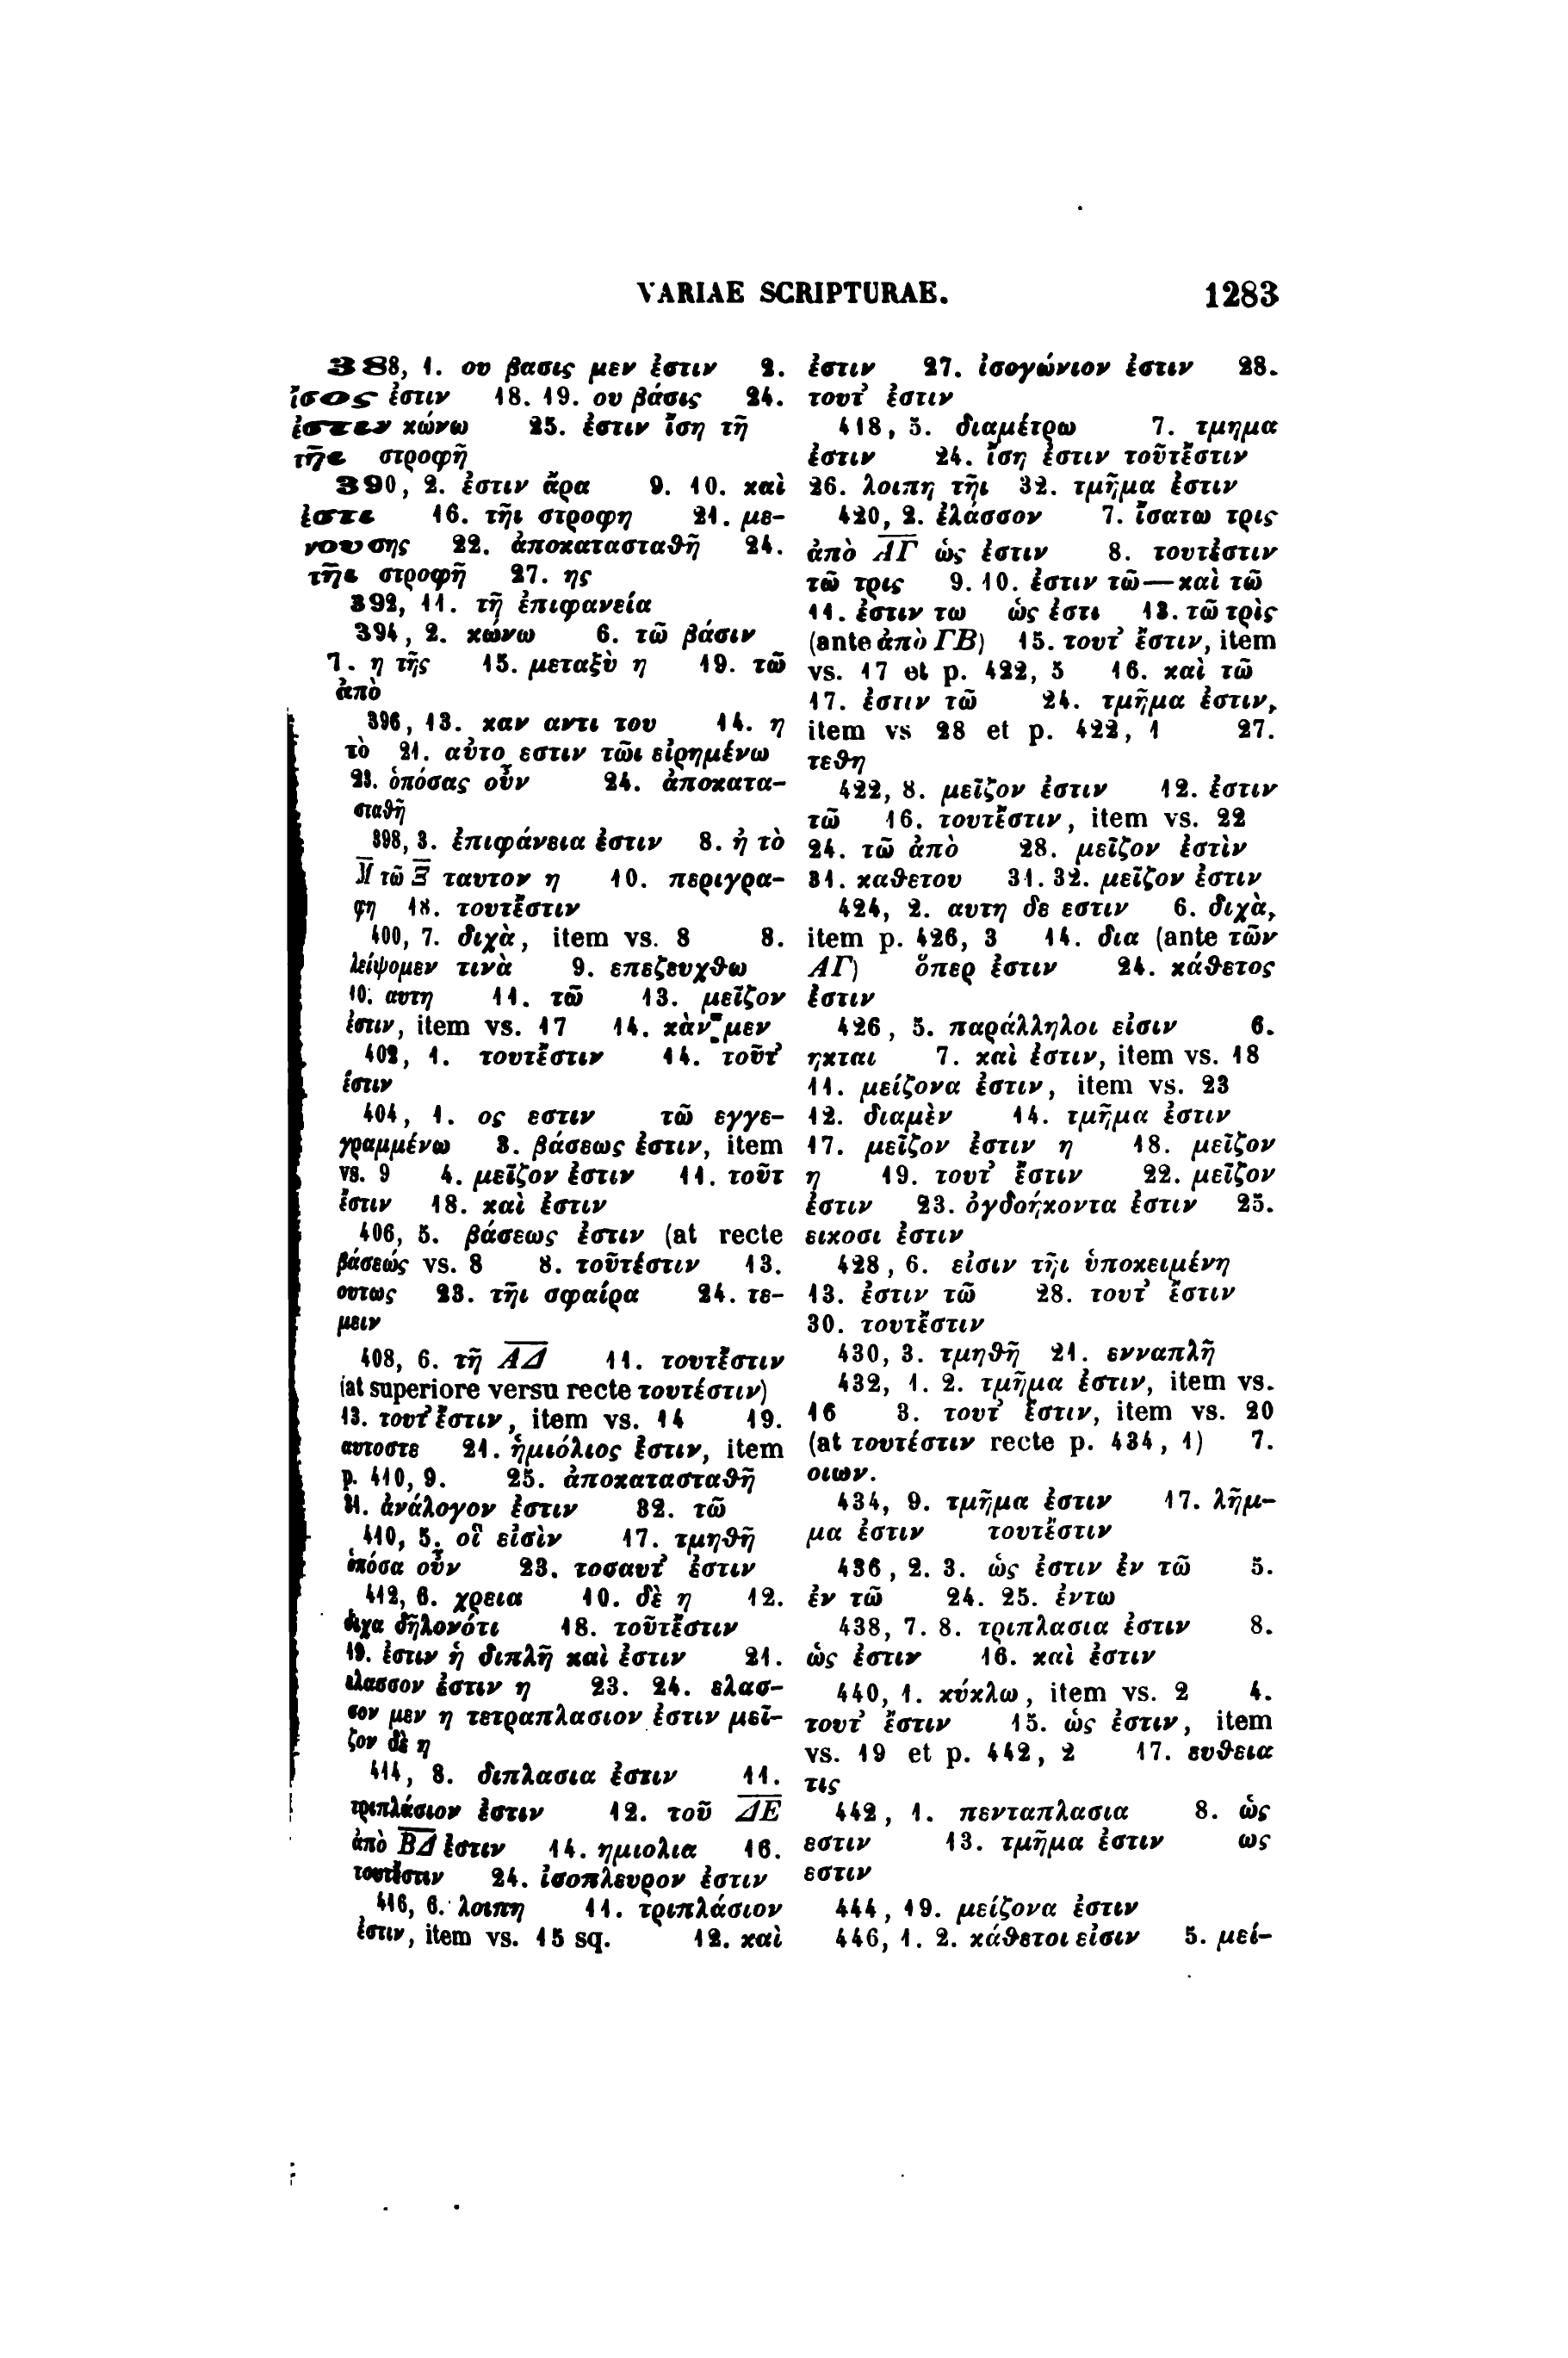 VARIAE SCRIPTURAE. 1283
388, 1. ου βασις μεν ἐστιν 2.
ἴσος ἐστιν 18. 19. ου βάσις 24.
ἐστιν κώνω 25. ἐστιν ἴση τῆ
τῆι στροφῆ
390, 2. ἐστιν ἄρα 9. 10. καὶ
ἐστι 16. τῆι στροφη 21. με-
νουσης 22. ἀποκατασταθῆ 24.
τῆι στροφῆ 27. ης
392, 11. τῆ ἐπιφανεία
394, 2. κώνω 6. τῶ βάσιν
7. η τῆς 15. μεταξὺ η 19. τῶ
ἀπὸ
396, 13. καν αντι του 14. η
τὸ 21. αὐτο εστιν τῶι εἰρημένω
23. ὁπόσας οὖν 24. ἀποκατα-
σταθῆ
398, 3. ἐπιφάνεια ἐστιν 8. ἡ τὸ
N̅ τῶ Ξ̅ ταυτον η 10. περιγρα-
φη 18. τουτἔστιν
400, 7. διχὰ, item vs. 8 8.
λείψομεν τινὰ 9. επεζευχθω
10. αυτη 11. τῶ 13. μεῖζον
ἐστιν, item vs. 17 14. κὰν μεν
402, 1. τουτἔστιν 14. τοῦτ'
ἐστιν
404, 1. ος εστιν τῶ εγγε-
γραμμένω 3. βάσεως ἐστιν, item
vs. 9 4. μεῖζον ἐστιν 11. τοῦτ
ἔστιν 18. καὶ ἐστιν
406, 5. βάσεως ἐστιν (at recte
βάσεώς vs. 8 8. τοῦτέστιν 13.
ουτως 23. τῆι σφαίρα 24. τε-
μειν
408, 6. τῆ Α̅Δ̅ 11. τουτἔστιν
(at superiore versu recte τουτέστιν)
13. τουτ' ἔστιν, item vs. 14 19.
αυτοστε 21. ἡμιόλιος ἐστιν, item
p. 410, 9. 25. ἀποκατασταθῆ
31. ἀνάλογον ἐστιν 32. τῶ
410, 5. οἳ εἰσὶν 17. τμηθῆ
ὁπόσα οὖν 23. τοσαυτ' ἐστιν
412, 6. χρεια 10. δὲ η 12.
διχα δῆλονότι 18. τοῦτἔστιν
19. ἐστιν ἡ διπλῆ καὶ ἐστιν 21.
ελασσον ἐστιν η 23. 24. ελασ-
σον μεν η τετραπλασιον ἐστιν μεῖ-
ζον δὲ η
414, 8. διπλασια ἐστιν 11.
τριπλάσιον ἐστιν 12. τοῦ Δ̅Ε̅
ἀπὸ Β̅Δ̅ ἐστιν 14. ημιολια 16.
τουτἔστιν 24. ἰσοπλευρον ἐστιν
416, 6. λοιπη 11. τριπλάσιον
ἐστιν, item vs. 15 sq. 12. καὶ
ἐστιν 27. ἰσογώνιον ἐστιν 28.
τουτ' ἐστιν
418, 5. διαμέτρω 7. τμημα
ἐστιν 24. ἴση ἐστιν τοῦτἔστιν
26. λοιπη τῆι 32. τμῆμα ἐστιν
420, 2. ἐλάσσον 7. ἴσατω τρις
ἀπὸ Α̅Γ̅ ὡς ἐστιν 8. τουτέστιν
τῶ τρις 9. 10. ἐστιν τῶ—καὶ τῶ
11. ἐστιν τω ὡς ἐστι 13. τῶ τρὶς
(ante ἀπὸ ΓΒ) 15. τουτ' ἔστιν, item
vs. 17 et p. 422, 5 16. καὶ τῶ
17. ἐστιν τῶ 24. τμῆμα ἐστιν,
item vs 28 et p. 422, 1 27.
τεθη
422, 8. μεῖζον ἐστιν 12. ἐστιν
τῶ 16. τουτἔστιν, item vs. 22
24. τῶ ἀπὸ 28. μεῖζον ἐστὶν
31. καθετου 31. 32. μεῖζον ἐστιν
424, 2. αυτη δε εστιν 6. διχὰ,
item p. 426, 3 14. δια (ante τῶν
ΑΓ) ὅπερ ἐστιν 24. κάθετος
ἐστιν
426, 5. παράλληλοι εἰσιν 6.
ηκται 7. καὶ ἐστιν, item vs. 18
11. μείζονα ἐστιν, item vs. 23
12. διαμὲν 14. τμῆμα ἐστιν
17. μεῖζον ἐστιν η 18. μεῖζον
η 19. τουτ' ἔστιν 22. μεῖζον
ἐστιν 23. ὀγδοήκοντα ἐστιν 25.
εικοσι ἐστιν
428, 6. εἰσιν τῆι ὑποκειμένη
13. ἐστιν τῶ 28. τουτ' ἔστιν
30. τουτἔστιν
430, 3. τμηθῆ 21. ενναπλῆ
432, 1. 2. τμῆμα ἐστιν, item vs.
16 3. τουτ' ἔστιν, item vs. 20
(at τουτέστιν recte p. 434, 1) 7.
οιων.
434, 9. τμῆμα ἐστιν 17. λῆμ-
μα ἐστιν τουτἔστιν
436, 2. 3. ὡς ἐστιν ἐν τῶ 5.
ἐν τῶ 24. 25. ἐντω
438, 7. 8. τριπλασια ἐστιν 8.
ὡς ἐστιν 16. καὶ ἐστιν
440, 1. κύκλω, item vs. 2 4.
τουτ' ἔστιν 15. ὡς ἐστιν, item
vs. 19 et p. 442, 2 17. ευθεια
τις
442, 1. πενταπλασια 8. ὡς
εστιν 13. τμῆμα ἐστιν ως
εστιν
444, 19. μείζονα ἐστιν
446, 1. 2. κάθετοι εἰσιν 5. μεί-